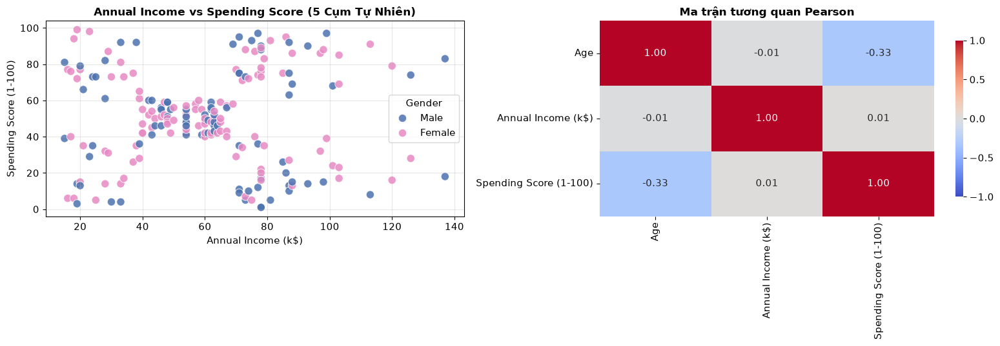 Annual Income vs Spending Score (5 Cụm Tự Nhiên)
100
80
60
40
20
0
Spending Score (1-100)
Gender
Male
Female
20 40 60 80 100 120 140
Annual Income (k$)
Ma trận tương quan Pearson
Age 1.00 -0.01 -0.33
Annual Income (k$) -0.01 1.00 0.01
Spending Score (1-100) -0.33 0.01 1.00
Age
Annual Income (k$)
Spending Score (1-100)
1.0
0.5
0.0
−0.5
−1.0